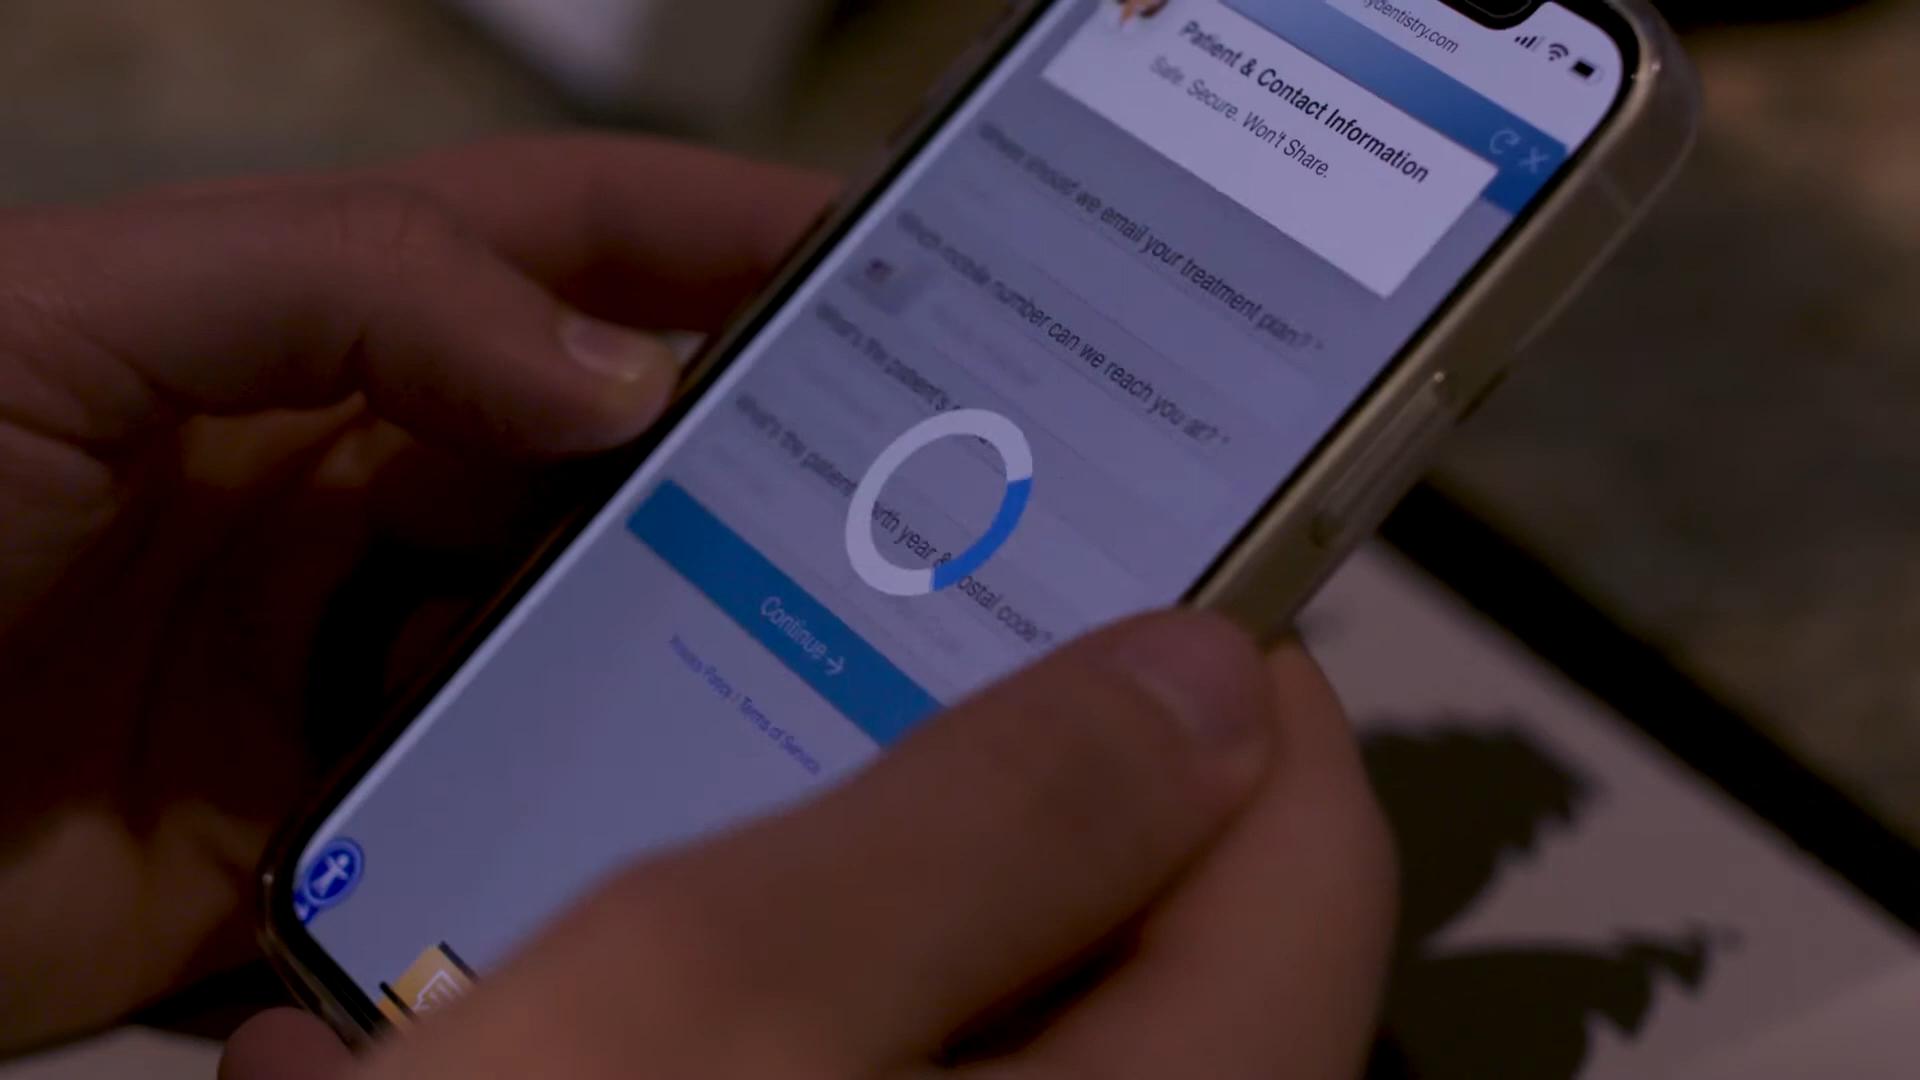 ydentistry.com
Patient & Contact Information
Safe. Secure. Won't Share.
Where should we email your treatment plan? *
Which mobile number can we reach you at? *
What's the patient's
What's the patient birth year & postal code?
Continue →
Privacy Policy / Terms of Service